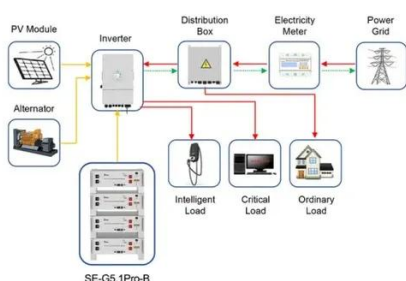 PV Module
Inverter
Distribution
Box
Electricity
Meter
Power
Grid
Alternator
Intelligent
Load
Critical
Load
Ordinary
Load
SE-G5.1Pro-B